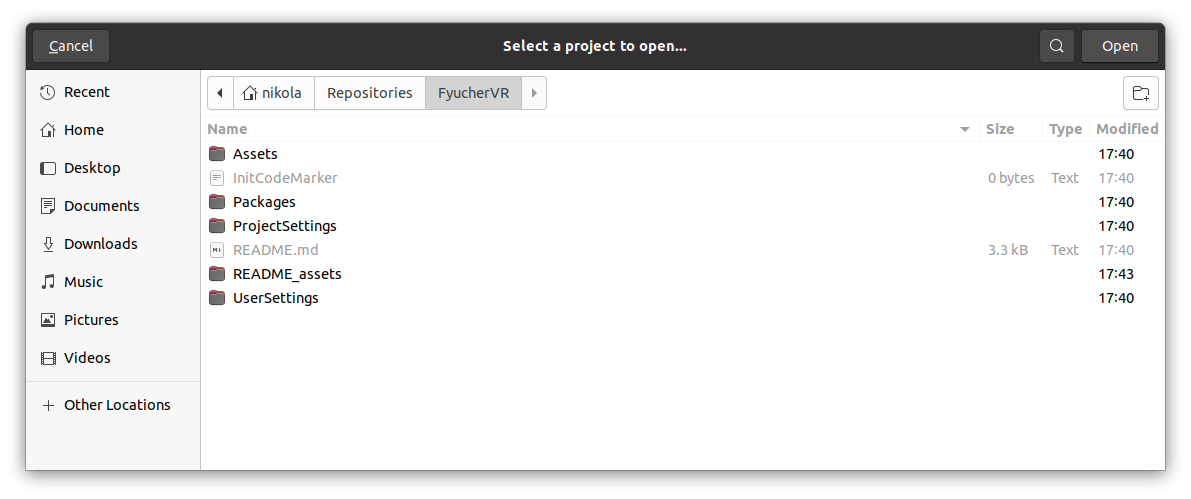 Cancel Select a project to open... Open
Recent
Home
Desktop
Documents
Downloads
Music
Pictures
Videos
Other Locations
nikola Repositories FyucherVR
Name Size Type Modified
Assets 17:40
InitCodeMarker 0 bytes Text 17:40
Packages 17:40
ProjectSettings 17:40
README.md 3.3 kB Text 17:40
README_assets 17:43
UserSettings 17:40